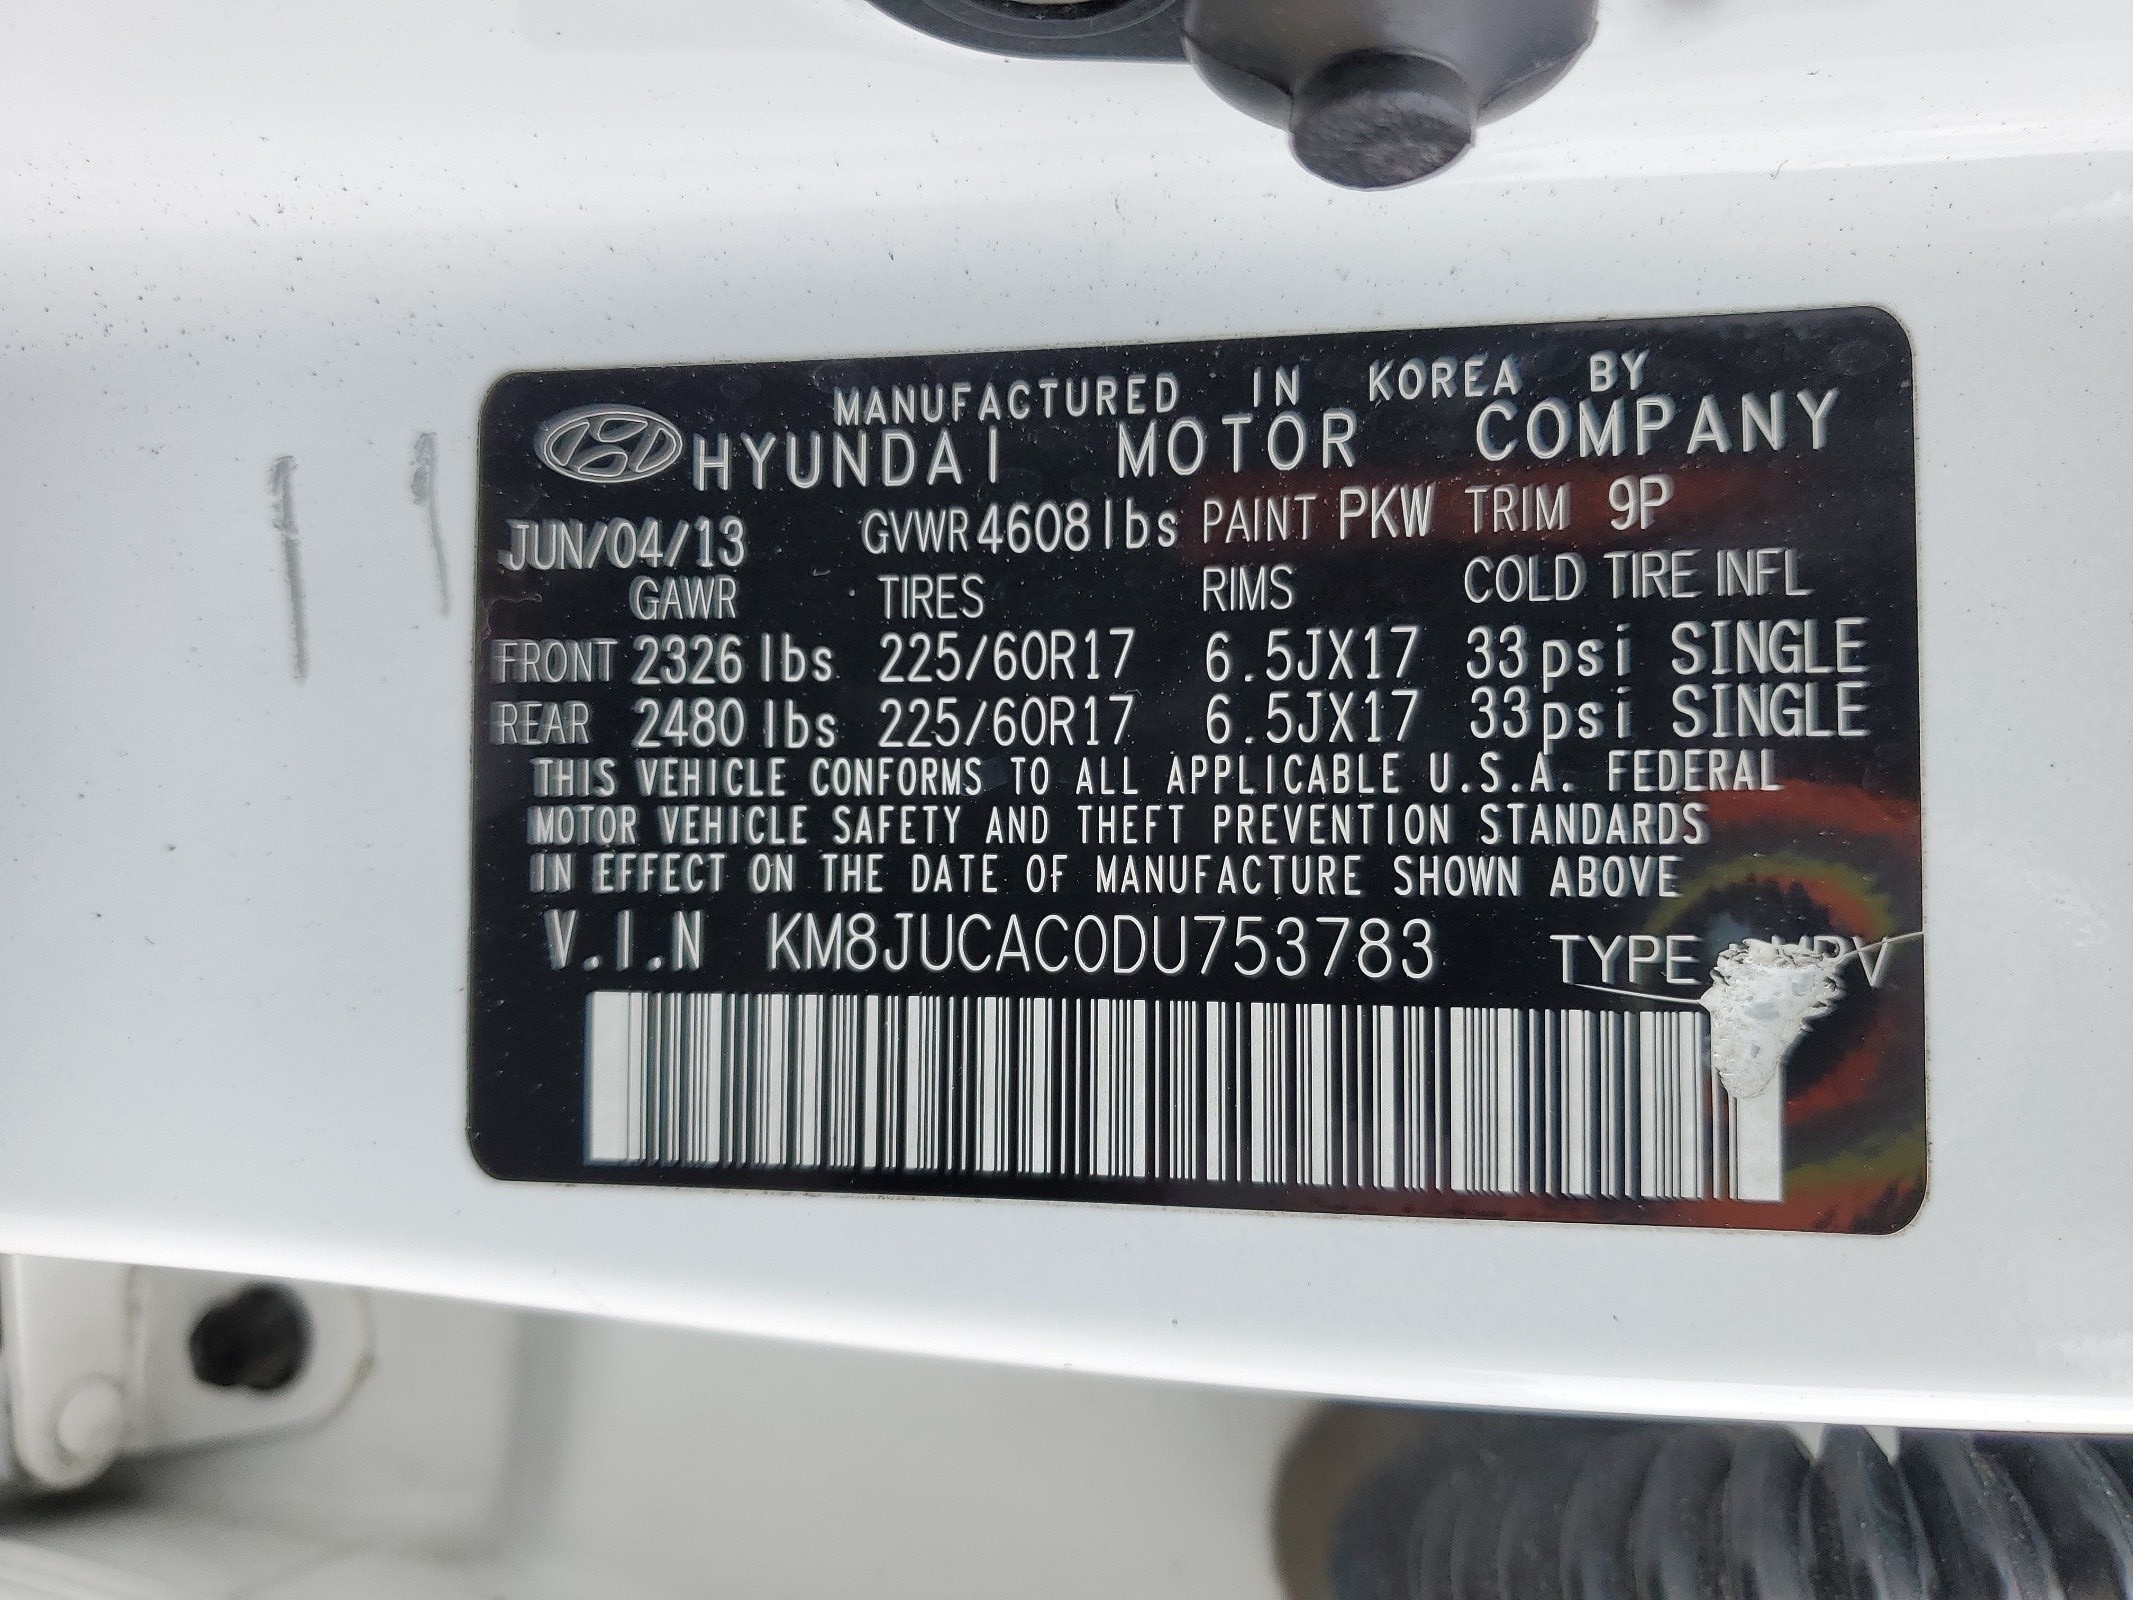 MANUFACTURED IN KOREA BY
HYUNDAI MOTOR COMPANY
JUN/04/13 GVWR 4608lbs PAINT PKW TRIM 9P
GAWR TIRES RIMS COLD TIRE INFL
FRONT 2326 lbs 225/60R17 6.5JX17 33psi SINGLE
REAR 2480 lbs 225/60R17 6.5JX17 33psi SINGLE
THIS VEHICLE CONFORMS TO ALL APPLICABLE U.S.A. FEDERAL
MOTOR VEHICLE SAFETY AND THEFT PREVENTION STANDARDS
IN EFFECT ON THE DATE OF MANUFACTURE SHOWN ABOVE
V.I.N KM8JUCAC0DU753783 TYPE